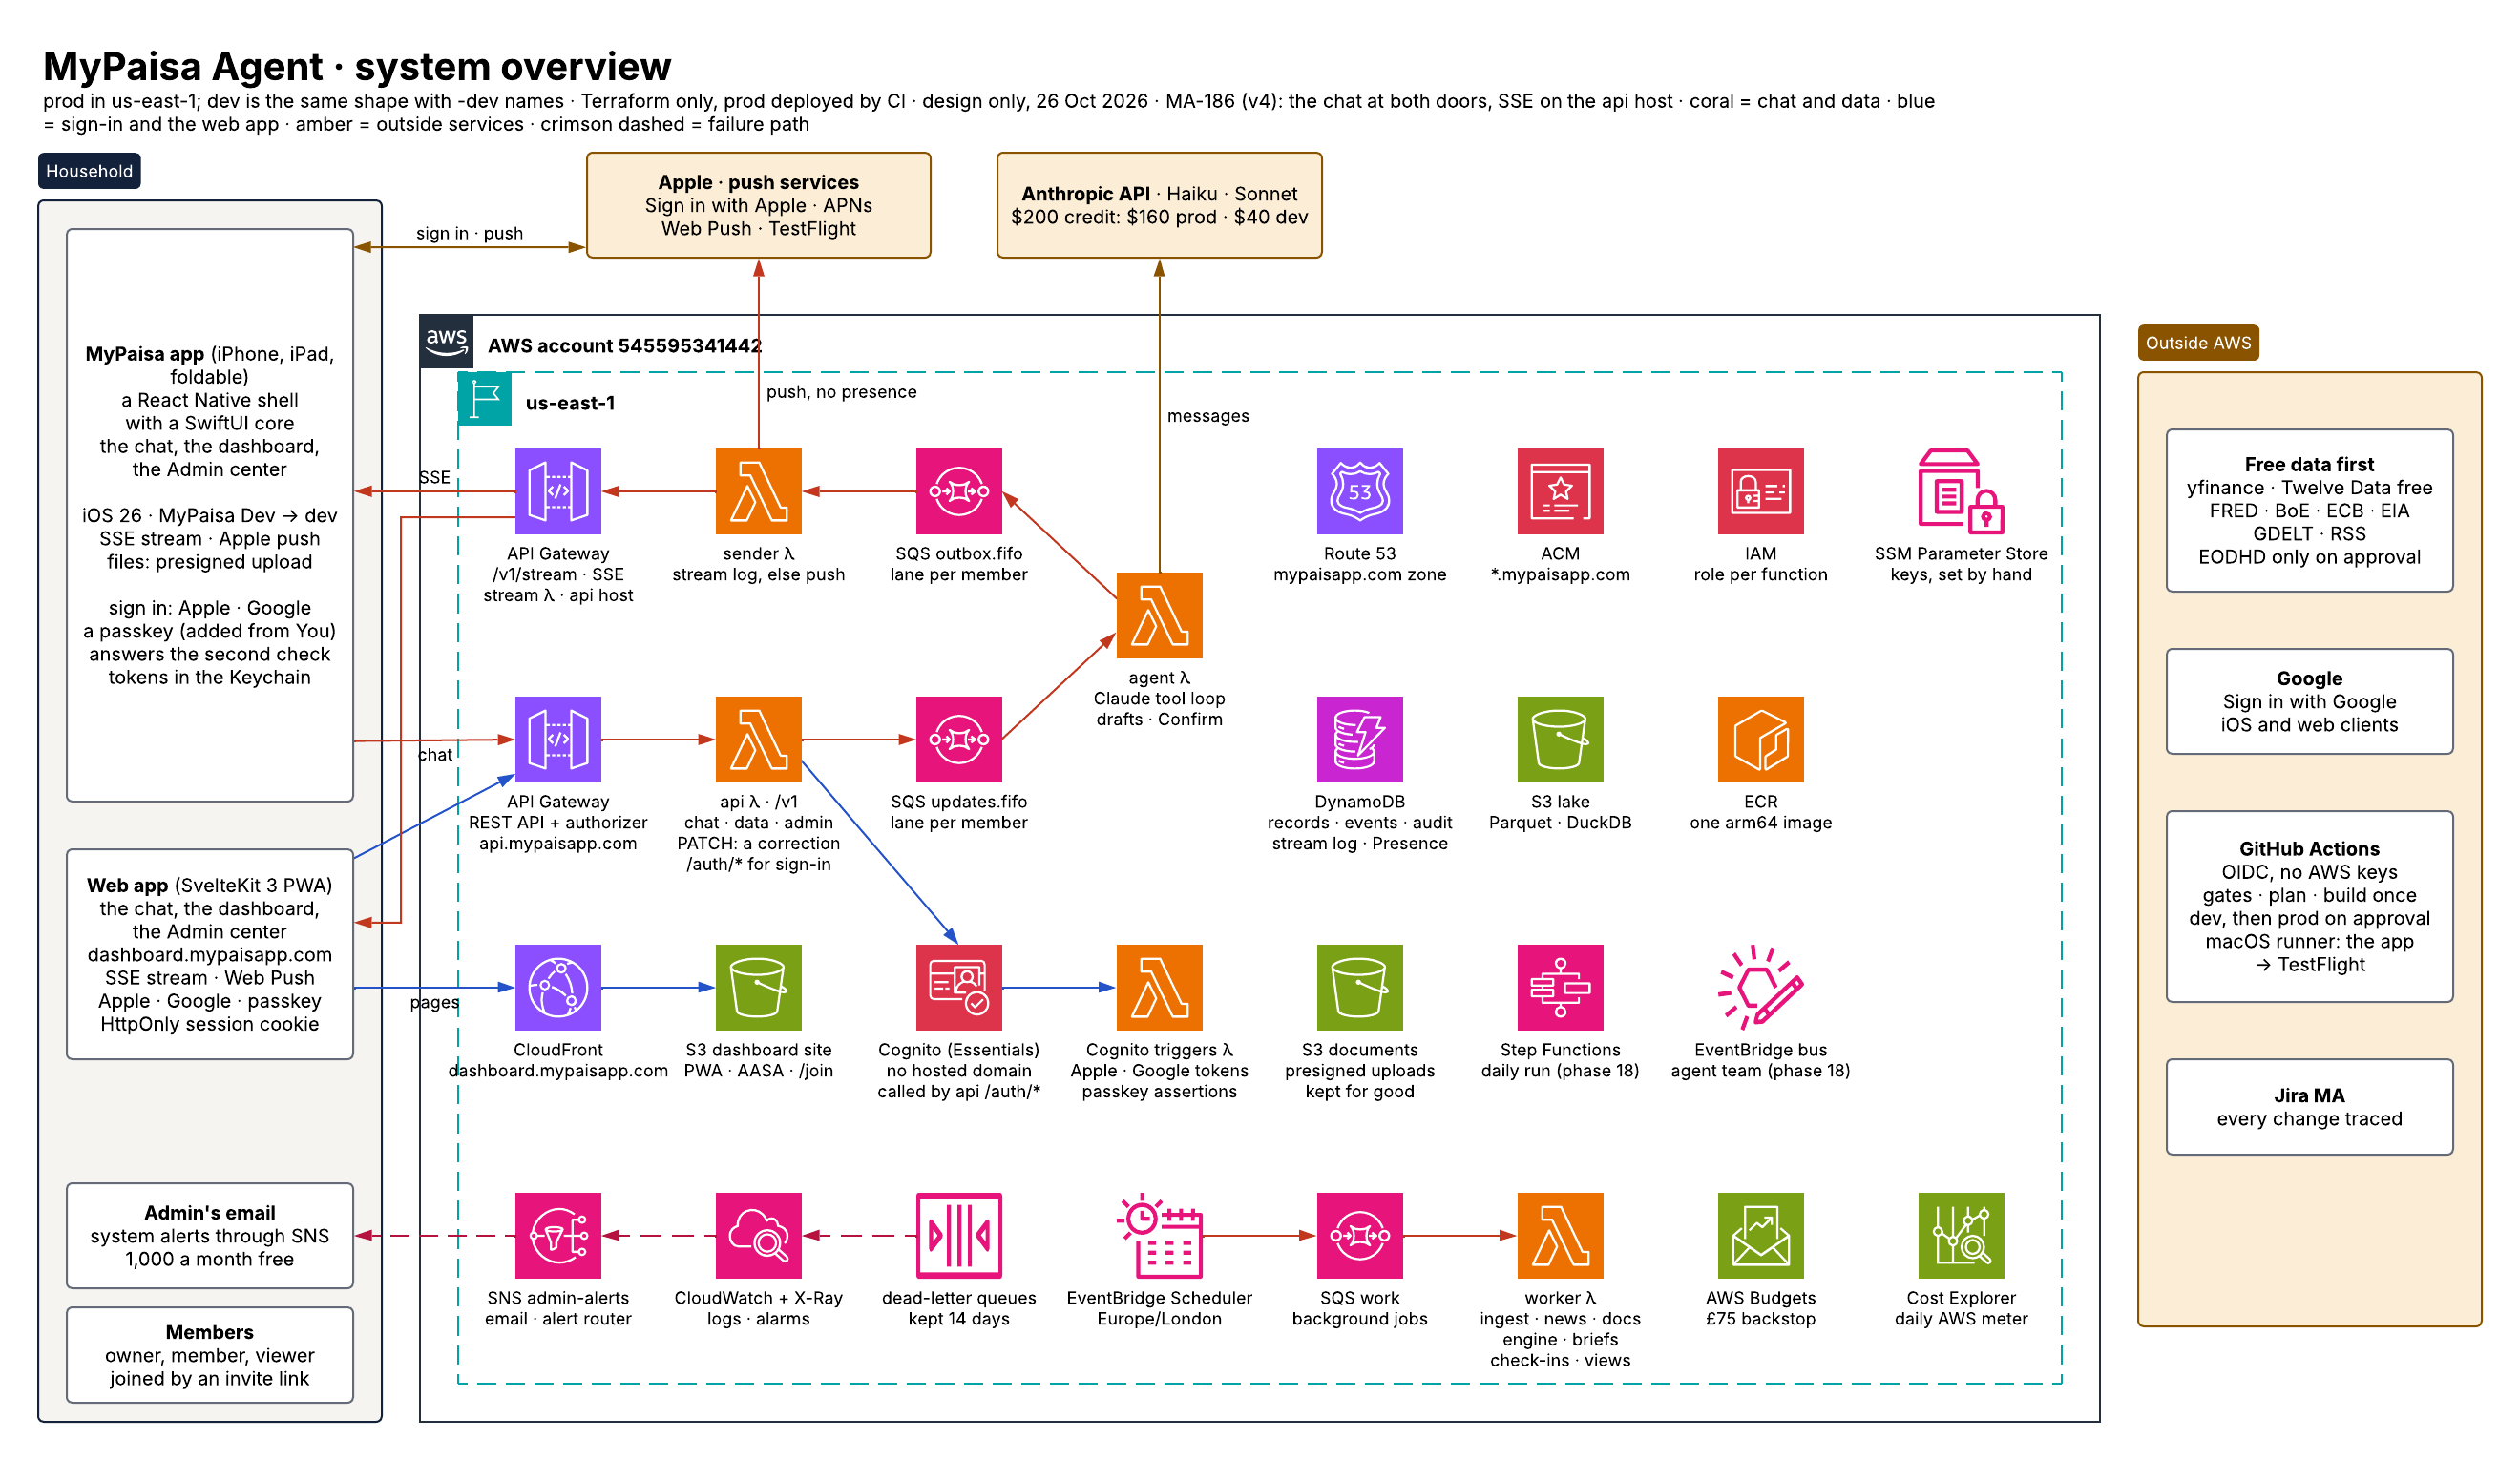 MyPaisa Agent · system overview
prod in us-east-1; dev is the same shape with -dev names · Terraform only, prod deployed by CI · design only, 26 Oct 2026 · MA-186 (v4): the chat at both doors, SSE on the api host · coral = chat and data · blue
= sign-in and the web app · amber = outside services · crimson dashed = failure path
Household
MyPaisa app (iPhone, iPad,
foldable)
a React Native shell
with a SwiftUI core
the chat, the dashboard,
the Admin center
iOS 26 · MyPaisa Dev → dev
SSE stream · Apple push
files: presigned upload
sign in: Apple · Google
a passkey (added from You)
answers the second check
tokens in the Keychain
Web app (SvelteKit 3 PWA)
the chat, the dashboard,
the Admin center
dashboard.mypaisapp.com
SSE stream · Web Push
Apple · Google · passkey
HttpOnly session cookie
Admin's email
system alerts through SNS
1,000 a month free
Members
owner, member, viewer
joined by an invite link
sign in · push
Apple · push services
Sign in with Apple · APNs
Web Push · TestFlight
Anthropic API · Haiku · Sonnet
$200 credit: $160 prod · $40 dev
aws
AWS account 545595341442
us-east-1
push, no presence
messages
SSE
chat
pages
API Gateway
/v1/stream · SSE
stream λ · api host
sender λ
stream log, else push
SQS outbox.fifo
lane per member
agent λ
Claude tool loop
drafts · Confirm
53
Route 53
mypaisapp.com zone
ACM
*.mypaisapp.com
IAM
role per function
SSM Parameter Store
keys, set by hand
API Gateway
REST API + authorizer
api.mypaisapp.com
api λ · /v1
chat · data · admin
PATCH: a correction
/auth/* for sign-in
SQS updates.fifo
lane per member
DynamoDB
records · events · audit
stream log · Presence
S3 lake
Parquet · DuckDB
ECR
one arm64 image
CloudFront
dashboard.mypaisapp.com
S3 dashboard site
PWA · AASA · /join
Cognito (Essentials)
no hosted domain
called by api /auth/*
Cognito triggers λ
Apple · Google tokens
passkey assertions
S3 documents
presigned uploads
kept for good
Step Functions
daily run (phase 18)
EventBridge bus
agent team (phase 18)
SNS admin-alerts
email · alert router
CloudWatch + X-Ray
logs · alarms
dead-letter queues
kept 14 days
EventBridge Scheduler
Europe/London
SQS work
background jobs
worker λ
ingest · news · docs
engine · briefs
check-ins · views
AWS Budgets
£75 backstop
Cost Explorer
daily AWS meter
Outside AWS
Free data first
yfinance · Twelve Data free
FRED · BoE · ECB · EIA
GDELT · RSS
EODHD only on approval
Google
Sign in with Google
iOS and web clients
GitHub Actions
OIDC, no AWS keys
gates · plan · build once
dev, then prod on approval
macOS runner: the app
→ TestFlight
Jira MA
every change traced